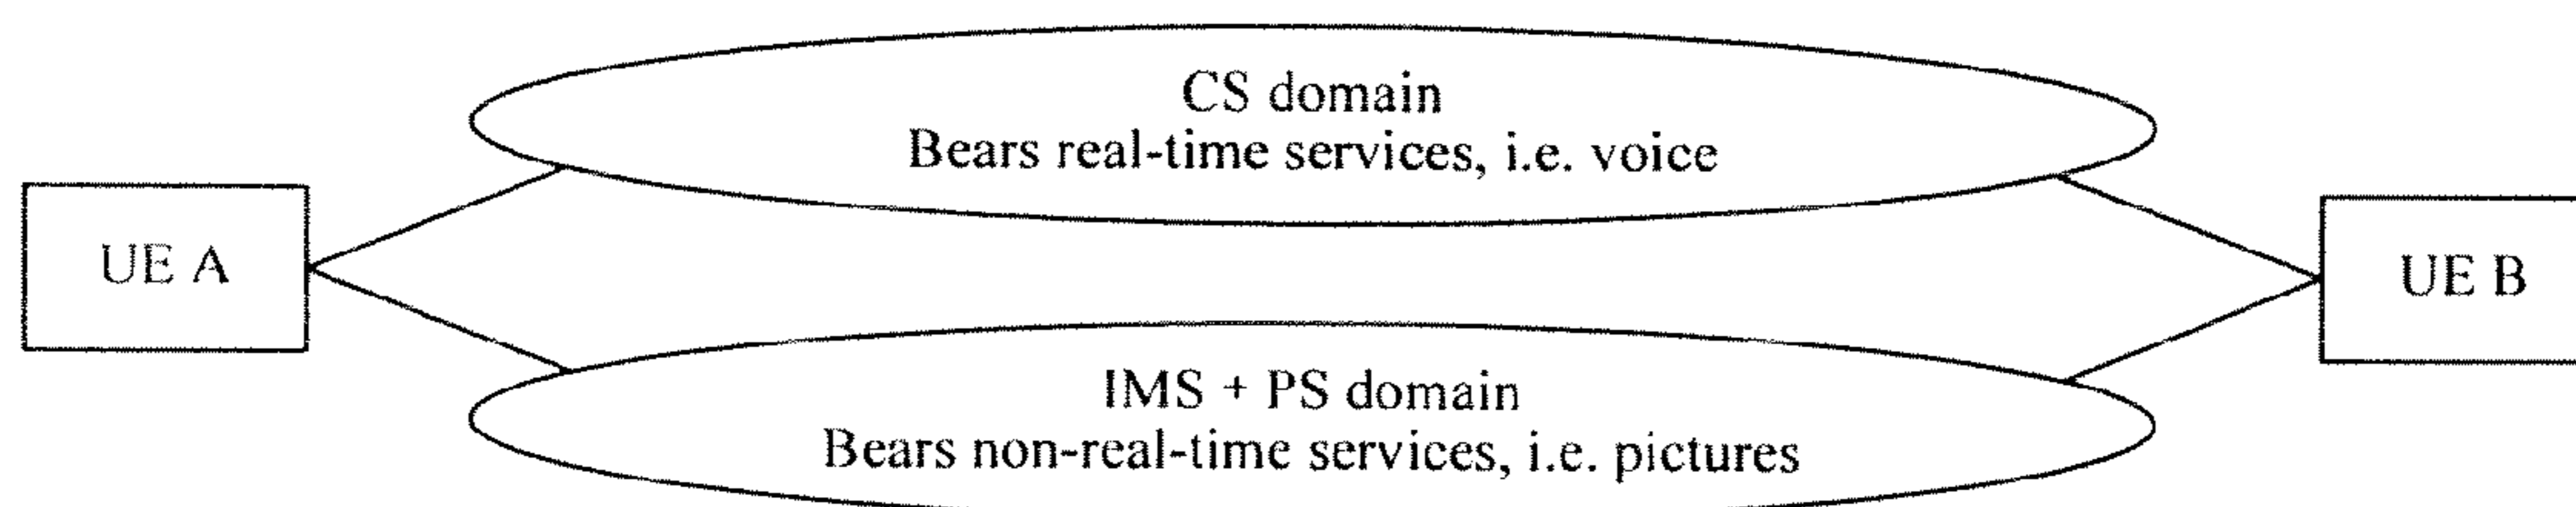 CS domain
Bears real-time services, i.e. voice
UE A
UE B
IMS + PS domain
Bears non-real-time services, i.e. pictures